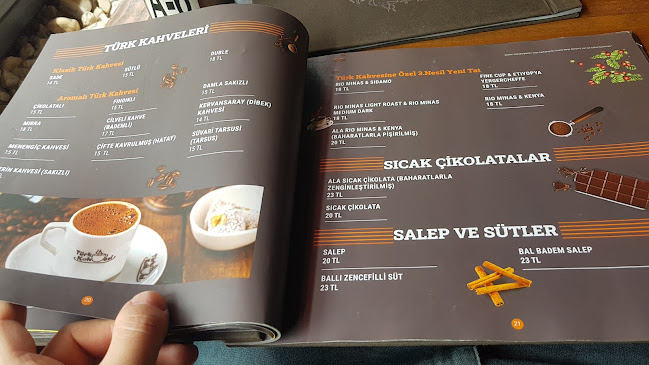 TÜRK KAHVELERİ
Klasik Türk Kahvesi
SADE
14 TL
SÜTLÜ
15 TL
DUBLE
18 TL
Aromalı Türk Kahvesi
ÇİKOLATALI
15 TL
FINDIKLI
15 TL
DAMLA SAKIZLI
15 TL
MIRRA
18 TL
CİLVELİ KAHVE
(BADEMLİ)
17 TL
KERVANSARAY (DİBEK)
KAHVESİ
14 TL
MENENGİÇ KAHVESİ
15 TL
ÇİFTE KAVRULMUŞ (HATAY)
15 TL
SÜVARİ TARSUSİ
(TARSUS)
15 TL
KAHVESİ (SAKIZLI)
20
Türk Kahvesine Özel 3.Nesil Yeni Tat
RIO MINAS & SIDAMO
18 TL
FINE CUP & ETİYOPYA
YERGERCHEFFE
18 TL
RIO MINAS LIGHT ROAST & RIO MINAS
MEDIUM DARK
18 TL
RIO MINAS & KENYA
18 TL
ALA RIO MINAS & KENYA
(BAHARATLARLA PİŞİRİLMİŞ)
20 TL
SICAK ÇİKOLATALAR
ALA SICAK ÇİKOLATA (BAHARATLARLA
ZENGİNLEŞTİRİLMİŞ)
23 TL
SICAK ÇİKOLATA
20 TL
SALEP VE SÜTLER
SALEP
20 TL
BAL BADEM SALEP
23 TL
BALLI ZENCEFİLLİ SÜT
23 TL
21